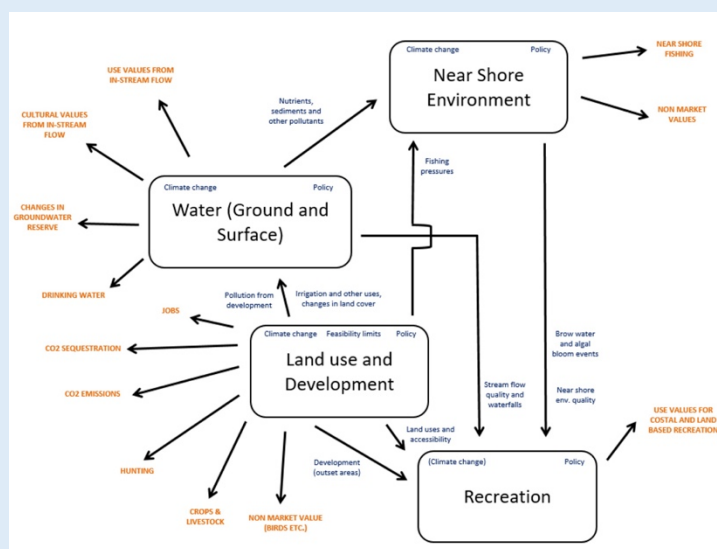 Climate change
Policy
Near Shore
Environment
NEAR SHORE
FISHING
NON MARKET
VALUES
USE VALUES FROM
IN-STREAM FLOW
CULTURAL VALUES
FROM IN-STREAM
FLOW
Nutrients,
sediments and
other pollutants
Fishing
pressures
Climate change
Policy
Water (Ground and
Surface)
CHANGES IN
GROUNDWATER
RESERVE
DRINKING WATER
Pollution from
development
Irrigation and other uses,
changes in land cover
JOBS
CO2 SEQUESTRATION
CO2 EMISSIONS
Climate change
Feasibility limits
Policy
Land use and
Development
Brow water
and algal
bloom events
Near shore
env. quality
Stream flow
quality and
waterfalls
USE VALUES FOR
COSTAL AND LAND
BASED RECREATION
Land uses and
accessibility
Development
(outset areas)
HUNTING
CROPS &
LIVESTOCK
NON MARKET VALUE
(BIRDS ETC.)
(Climate change)
Policy
Recreation